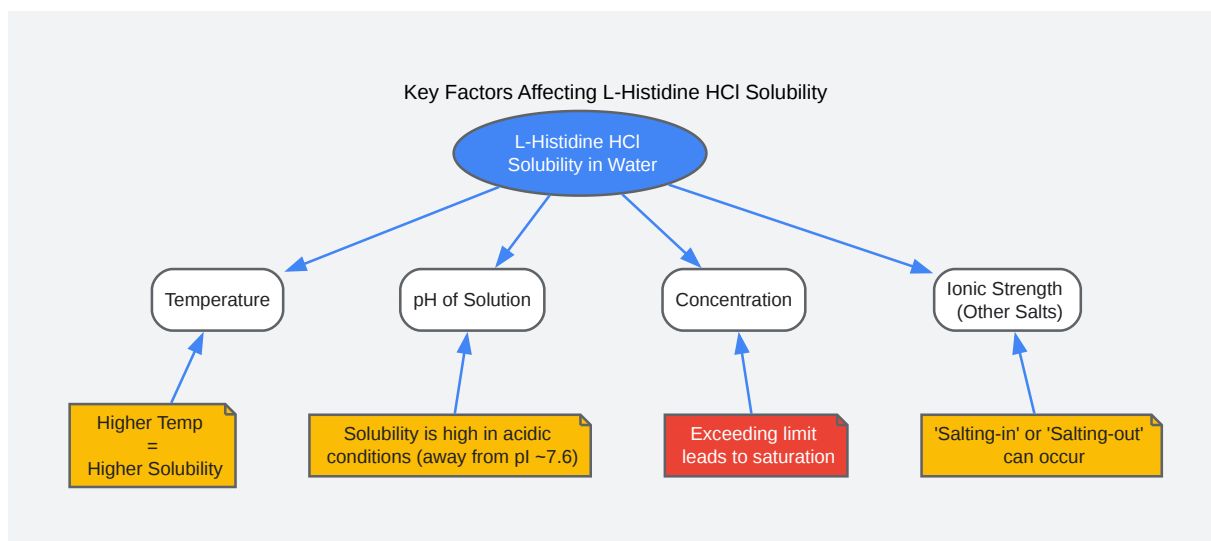 Key Factors Affecting L-Histidine HCl Solubility
L-Histidine HCl
Solubility in Water
Temperature
pH of Solution
Concentration
Ionic Strength
(Other Salts)
Higher Temp
=
Higher Solubility
Solubility is high in acidic
conditions (away from pI ~7.6)
Exceeding limit
leads to saturation
'Salting-in' or 'Salting-out'
can occur